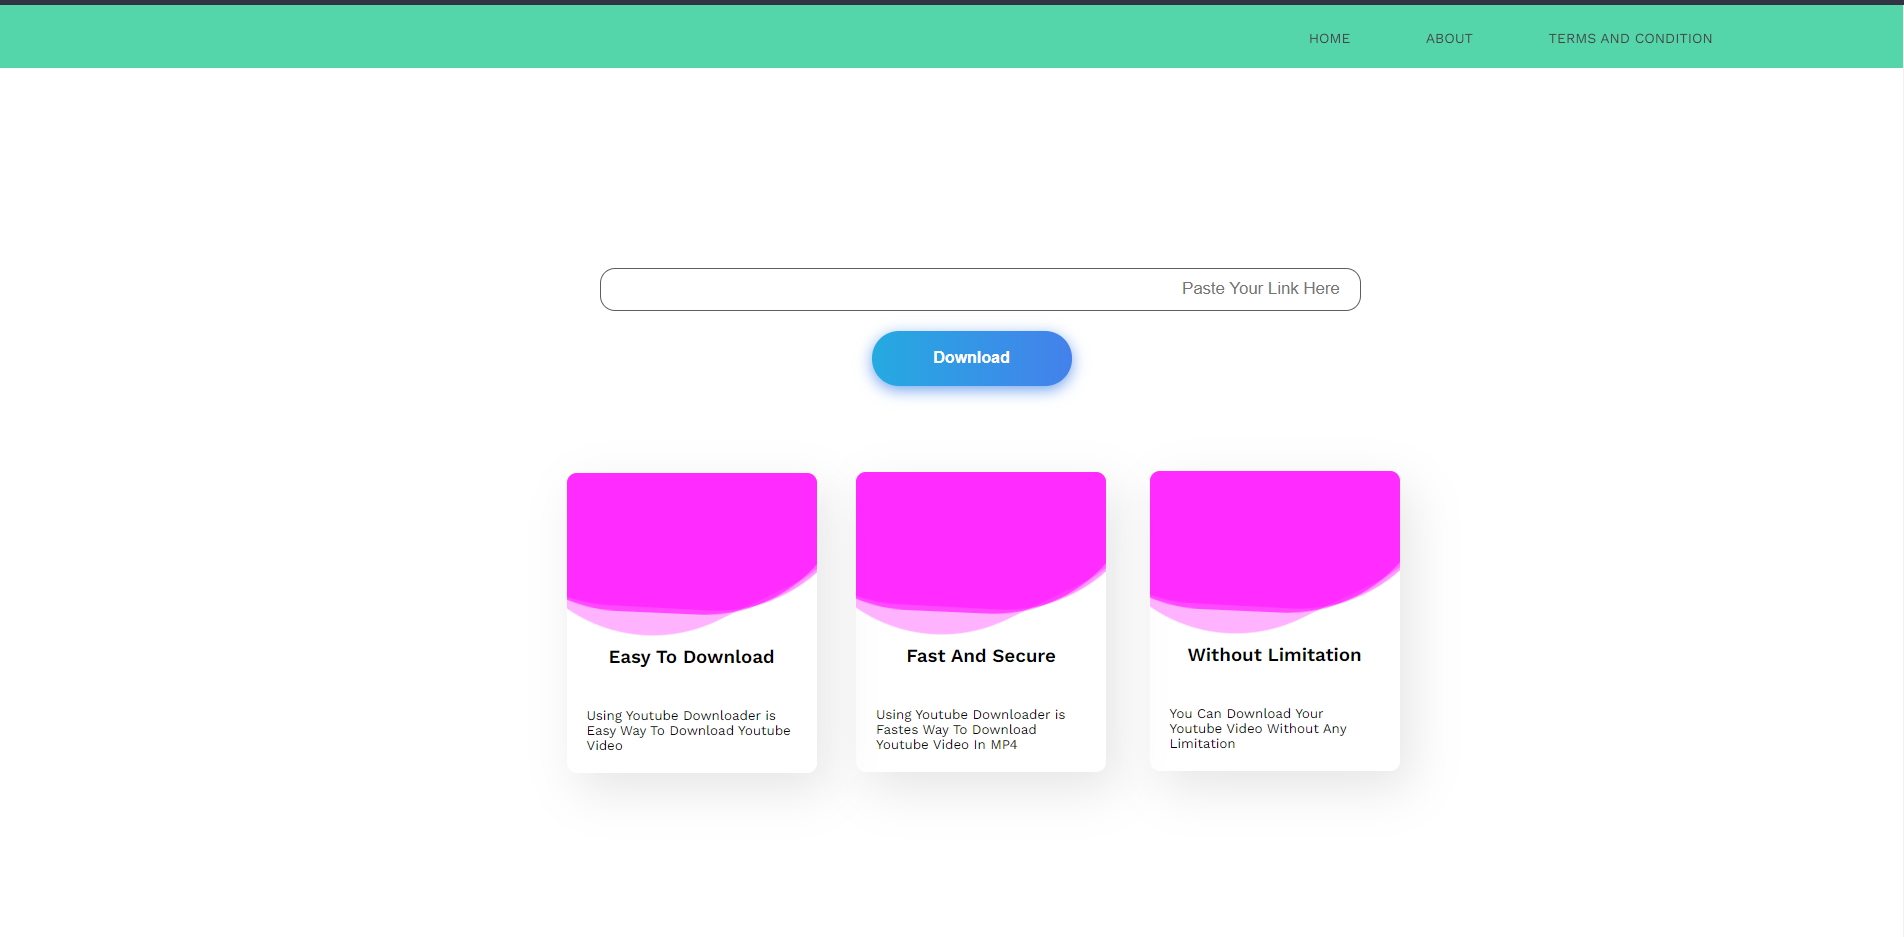 HOME ABOUT TERMS AND CONDITION
Paste Your Link Here
Download
Easy To Download
Using Youtube Downloader is
Easy Way To Download Youtube
Video
Fast And Secure
Using Youtube Downloader is
Fastes Way To Download
Youtube Video In MP4
Without Limitation
You Can Download Your
Youtube Video Without Any
Limitation